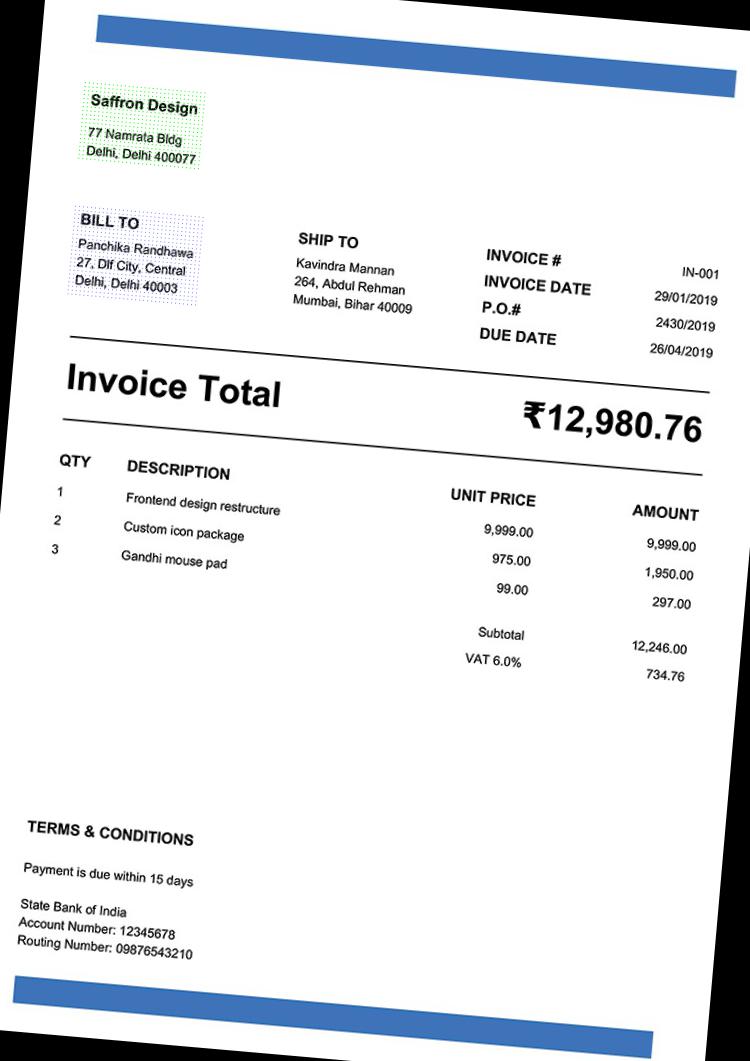 Saffron Design
77 Namrata Bldg
Delhi, Delhi 400077
BILL TO
Panchika Randhawa
27, Dlf City, Central
Delhi, Delhi 40003
SHIP TO
Kavindra Mannan
264, Abdul Rehman
Mumbai, Bihar 40009
INVOICE # IN-001
INVOICE DATE 29/01/2019
P.O.# 2430/2019
DUE DATE 26/04/2019
Invoice Total ₹12,980.76
QTY DESCRIPTION UNIT PRICE AMOUNT
1 Frontend design restructure 9,999.00 9,999.00
2 Custom icon package 975.00 1,950.00
3 Gandhi mouse pad 99.00 297.00
Subtotal 12,246.00
VAT 6.0% 734.76
TERMS & CONDITIONS
Payment is due within 15 days
State Bank of India
Account Number: 12345678
Routing Number: 09876543210